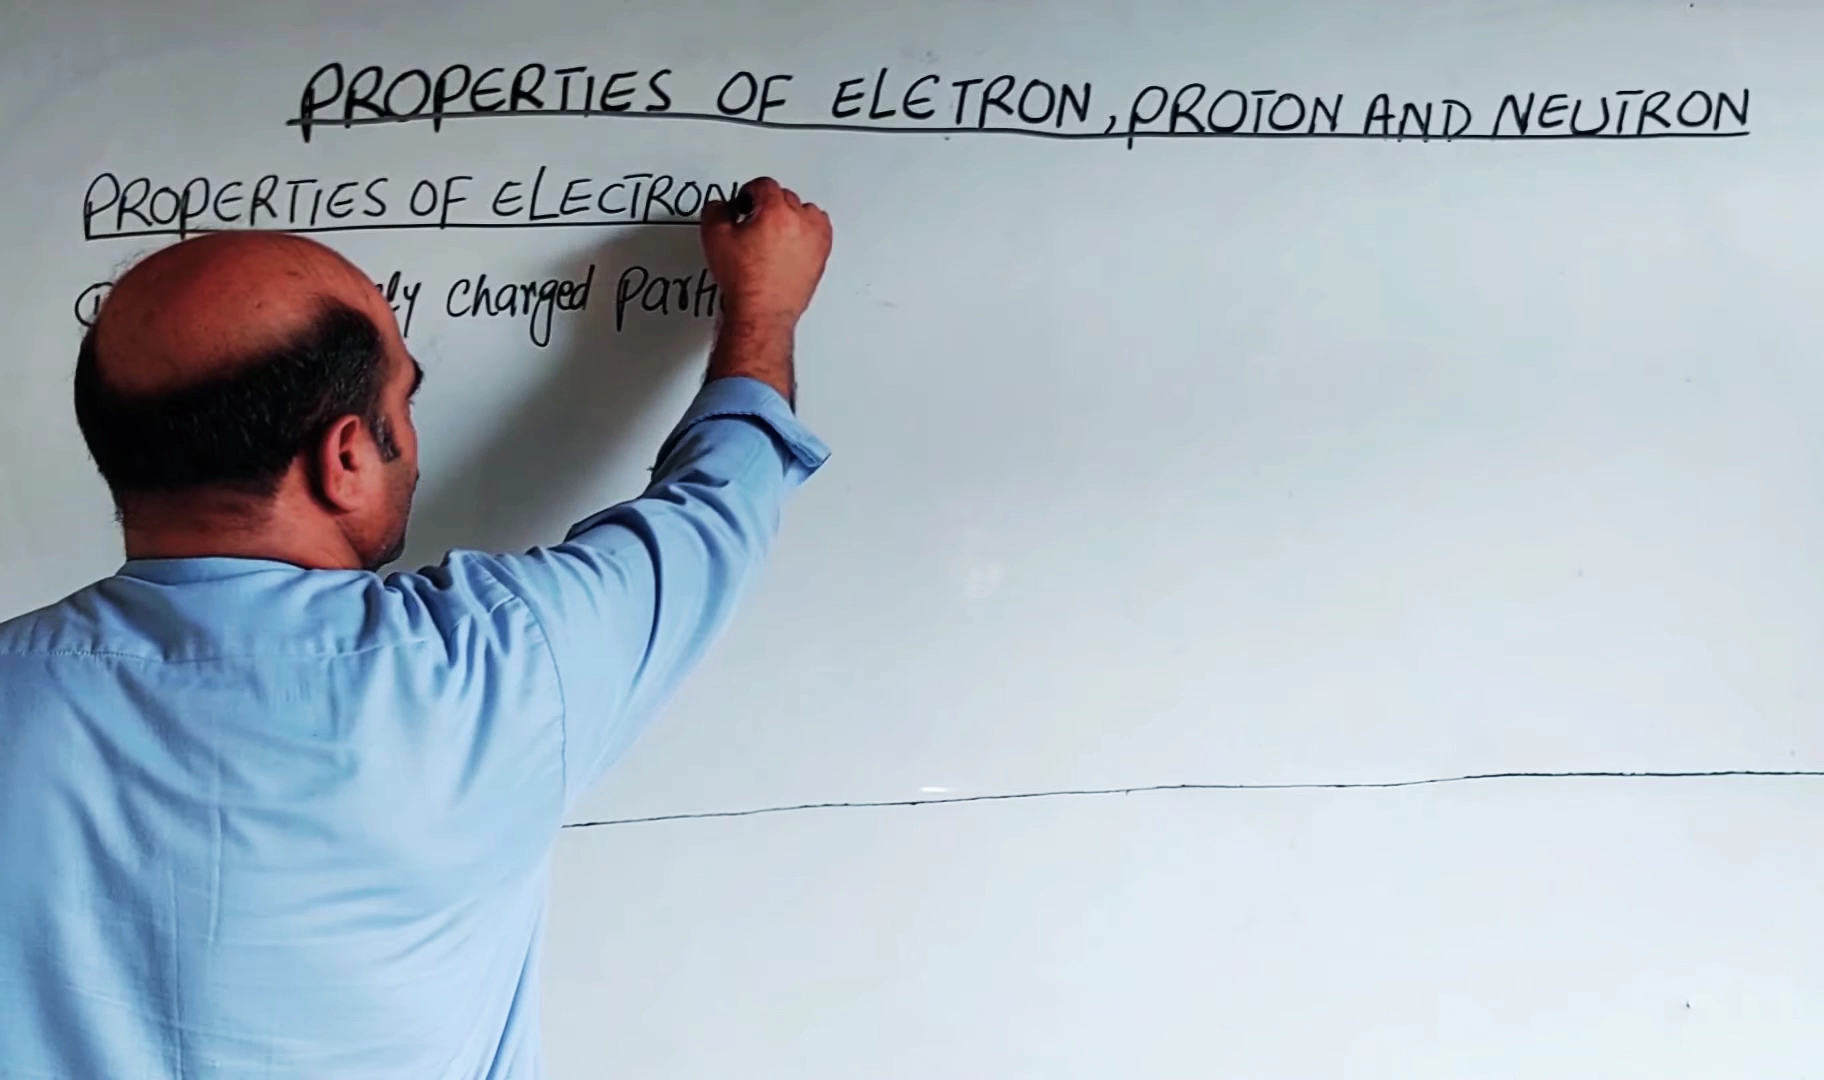 PROPERTIES OF ELETRON, PROTON AND NEUTRON
PROPERTIES OF ELECTRON
charged